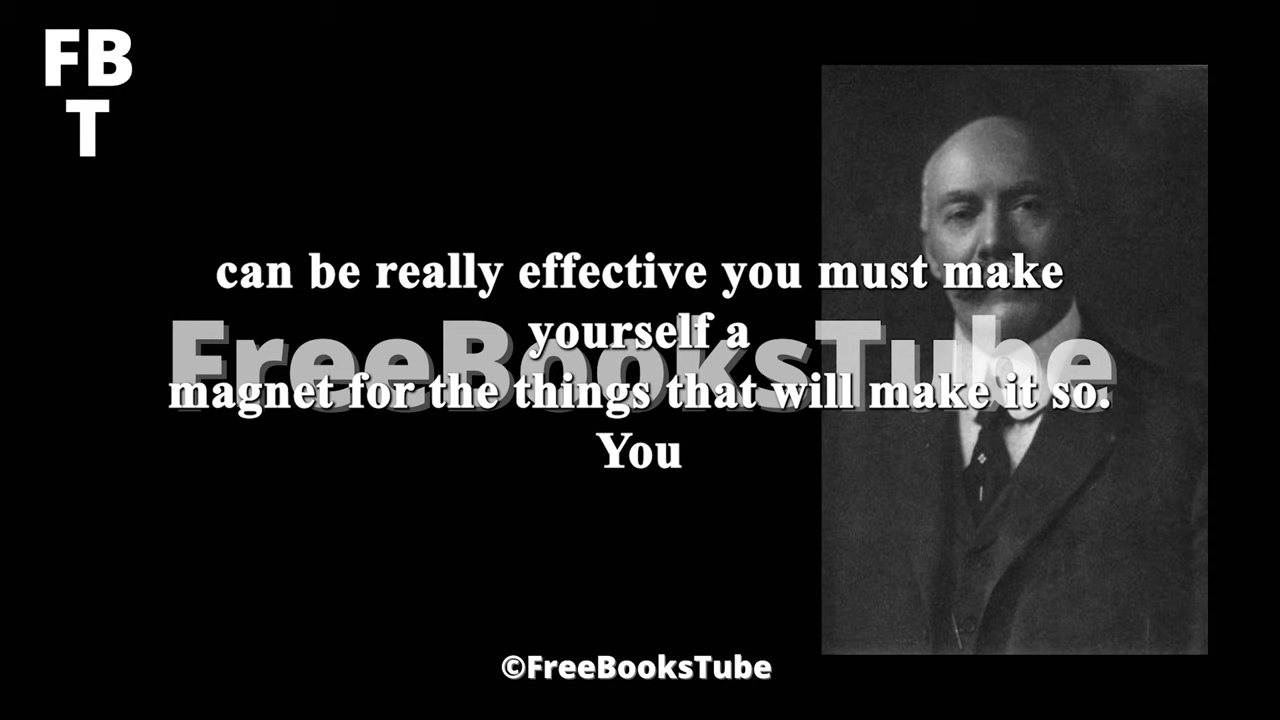 FB
T
can be really effective you must make
yourself a
FreeBooksTube
magnet for the things that will make it so.
You
©FreeBooksTube